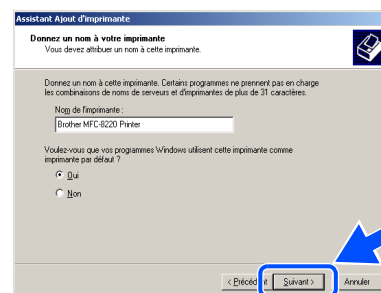 Assistant Ajout d'imprimante
Donnez un nom à votre imprimante
Vous devez attribuer un nom à cette imprimante.
Donnez un nom à cette imprimante. Certains programmes ne prennent pas en charge
les combinaisons de noms de serveurs et d'imprimantes de plus de 31 caractères.
Nom de l'imprimante :
Brother MFC-8220 Printer
Voulez-vous que vos programmes Windows utilisent cette imprimante comme
imprimante par défaut ?
Oui
Non
< Précédent Suivant > Annuler